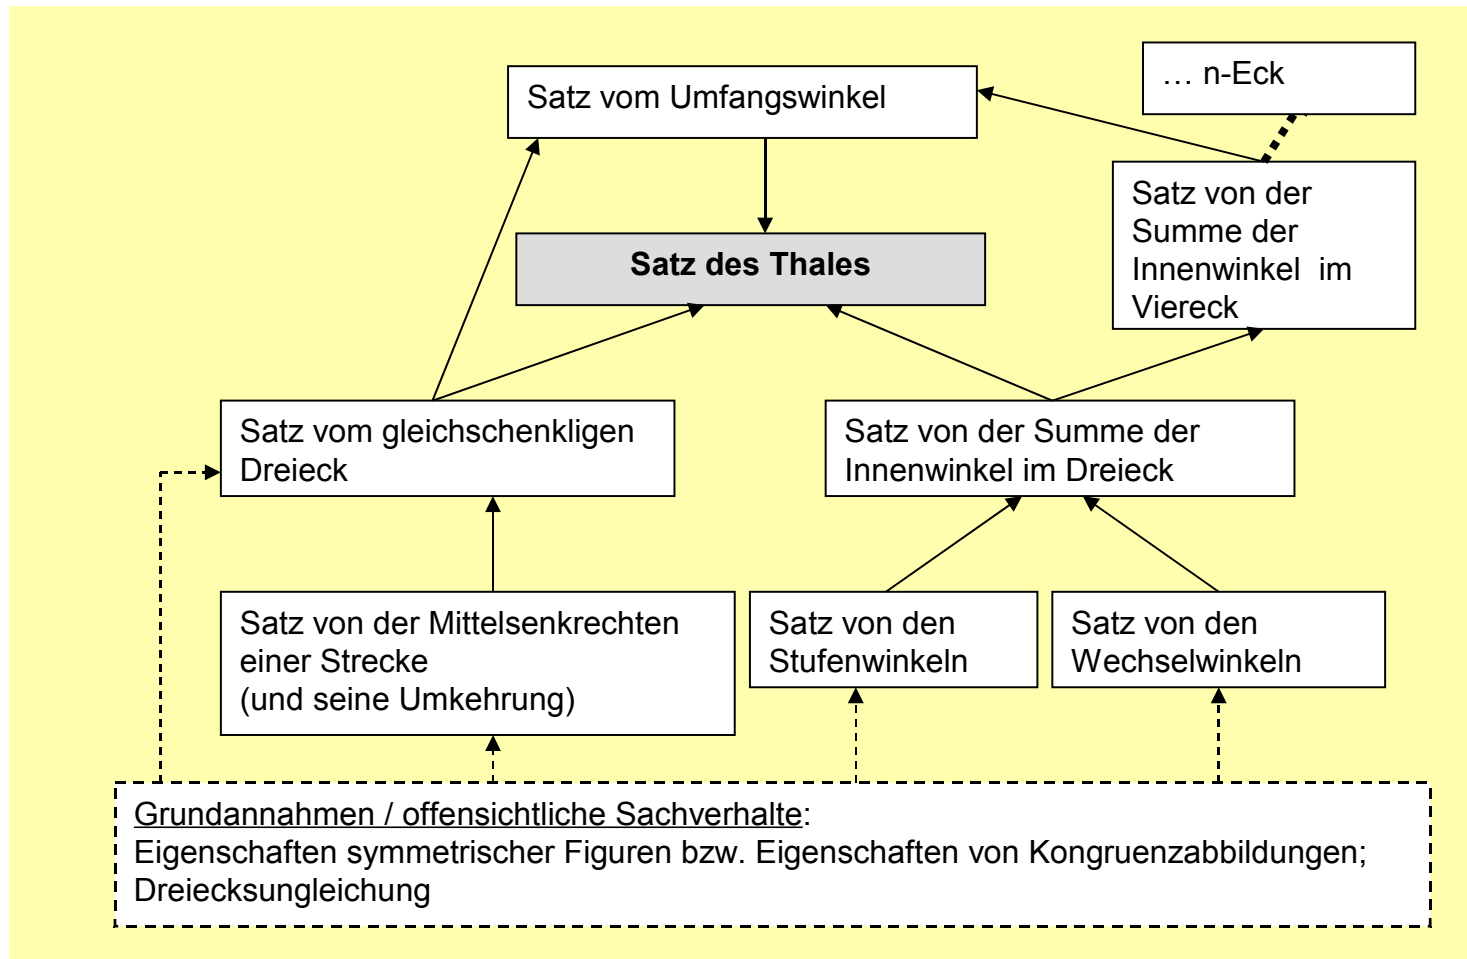 … n-Eck
Satz vom Umfangswinkel
Satz von der
Summe der
Innenwinkel im
Viereck
Satz des Thales
Satz vom gleichschenkligen
Dreieck
Satz von der Summe der
Innenwinkel im Dreieck
Satz von der Mittelsenkrechten
einer Strecke
(und seine Umkehrung)
Satz von den
Stufenwinkeln
Satz von den
Wechselwinkeln
Grundannahmen / offensichtliche Sachverhalte:
Eigenschaften symmetrischer Figuren bzw. Eigenschaften von Kongruenzabbildungen;
Dreiecksungleichung